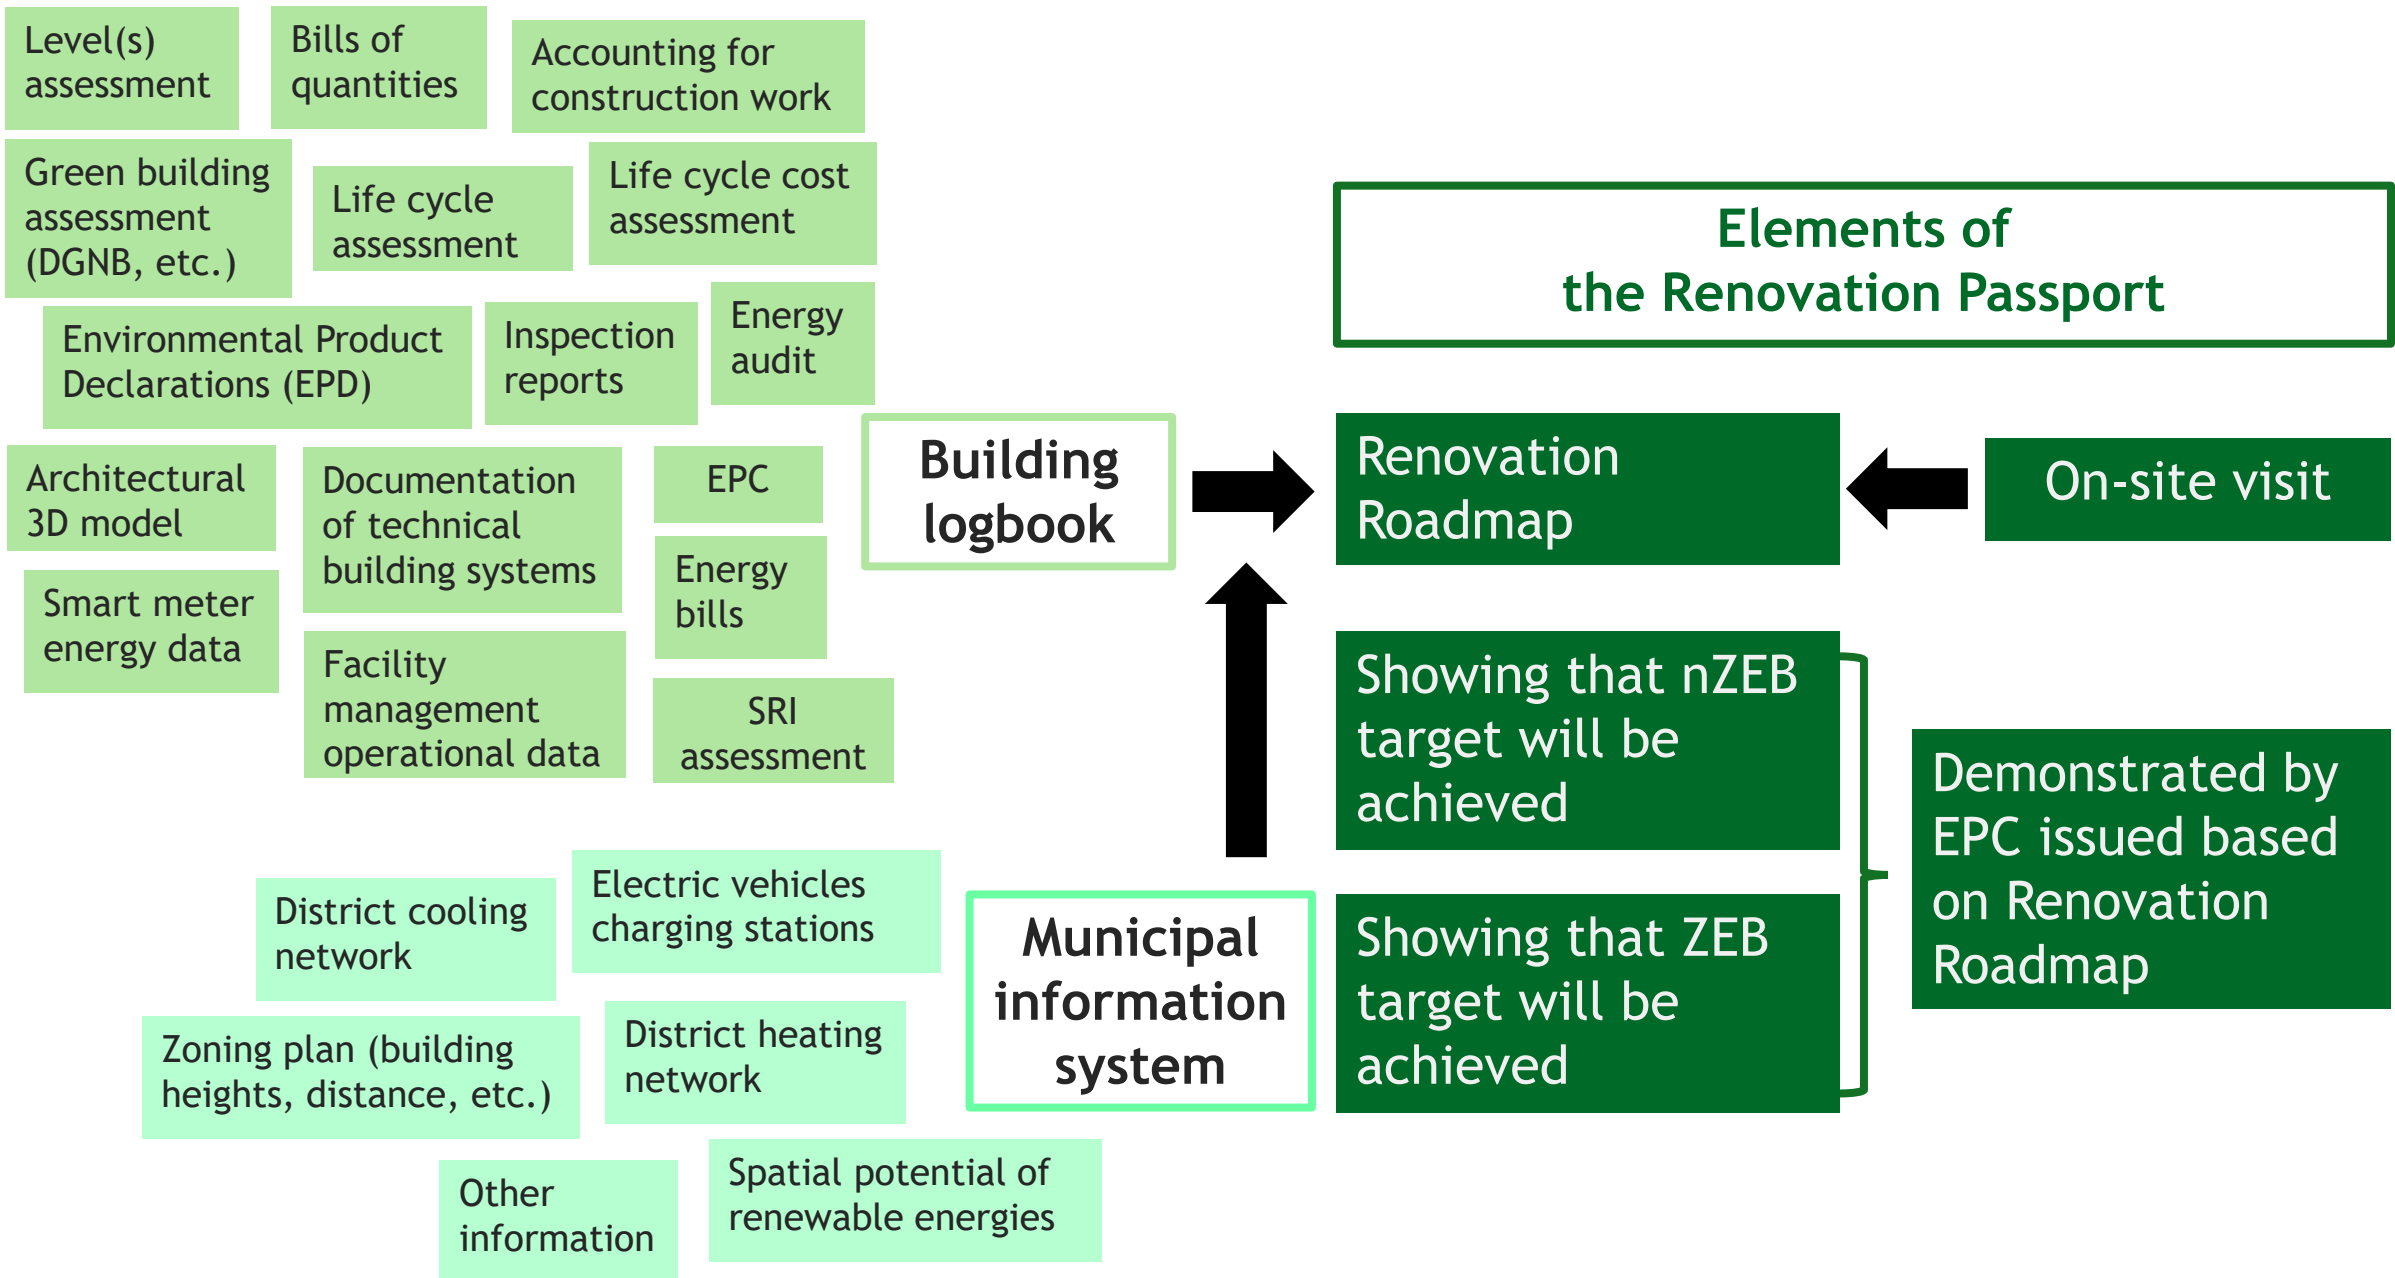 Level(s)
assessment
Bills of
quantities
Accounting for
construction work
Green building
assessment
(DGNB, etc.)
Life cycle
assessment
Life cycle cost
assessment
Environmental Product
Declarations (EPD)
Inspection
reports
Energy
audit
Architectural
3D model
Documentation
of technical
building systems
EPC
Energy
bills
Smart meter
energy data
Facility
management
operational data
SRI
assessment
Building
logbook
District cooling
network
Electric vehicles
charging stations
Zoning plan (building
heights, distance, etc.)
District heating
network
Other
information
Spatial potential of
renewable energies
Municipal
information
system
Elements of
the Renovation Passport
Renovation
Roadmap
On-site visit
Showing that nZEB
target will be
achieved
Showing that ZEB
target will be
achieved
Demonstrated by
EPC issued based
on Renovation
Roadmap